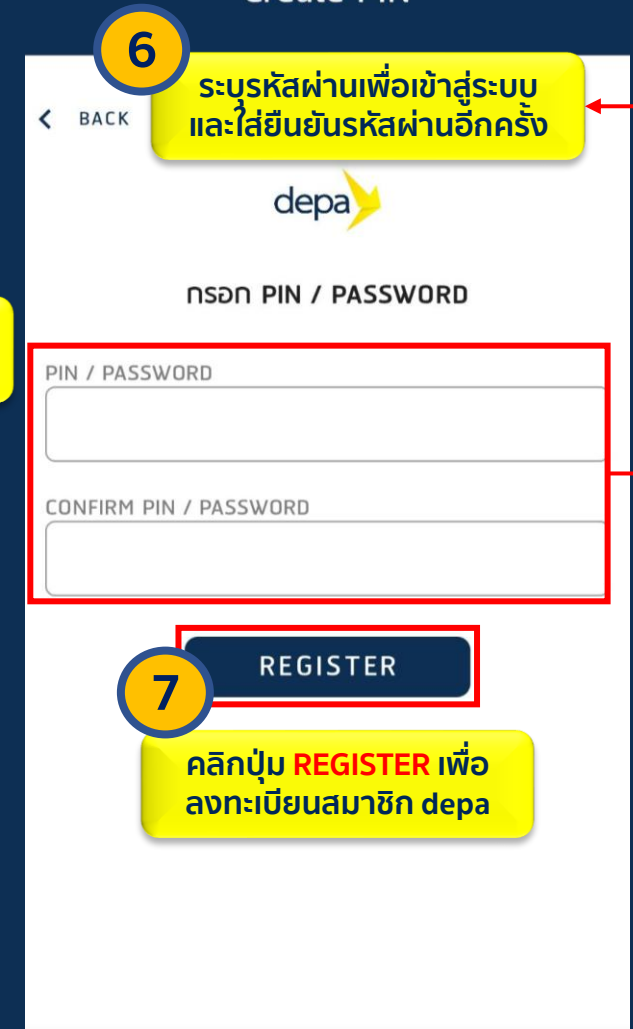 Create PIN
6
ระบุรหัสผ่านเพื่อเข้าสู่ระบบ
และใส่ยืนยันรหัสผ่านอีกครั้ง
BACK
depa
กรอก PIN / PASSWORD
PIN / PASSWORD
CONFIRM PIN / PASSWORD
REGISTER
7
คลิกปุ่ม REGISTER เพื่อ
ลงทะเบียนสมาชิก depa